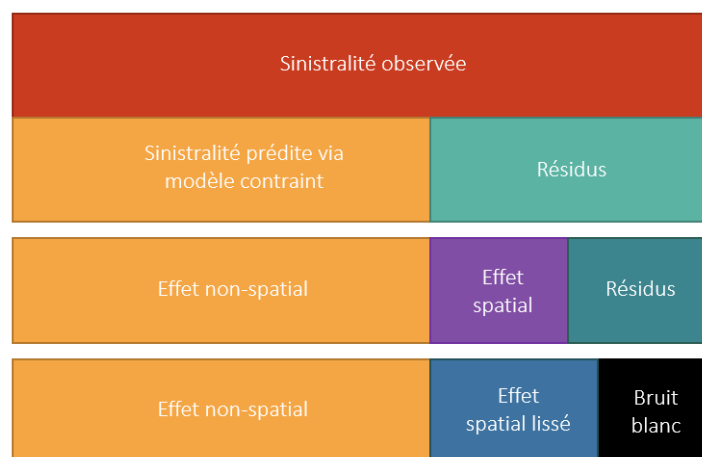 Sinistralité observée
Sinistralité prédite via
modèle contraint
Résidus
Effet non-spatial
Effet
spatial
Résidus
Effet non-spatial
Effet
spatial lissé
Bruit
blanc